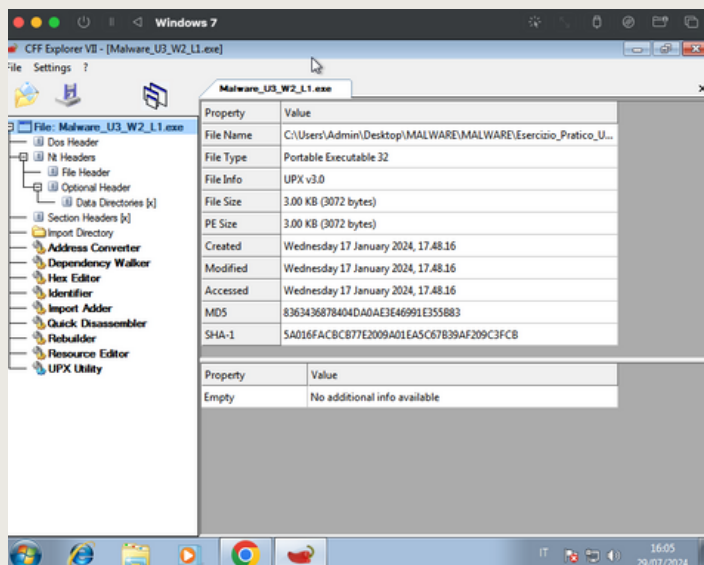 Windows 7
CFF Explorer VII - [Malware_U3_W2_L1.exe]
File Settings ?
Malware_U3_W2_L1.exe
File: Malware_U3_W2_L1.exe
Dos Header
Nt Headers
File Header
Optional Header
Data Directories [x]
Section Headers [x]
Import Directory
Address Converter
Dependency Walker
Hex Editor
Identifier
Import Adder
Quick Disassembler
Rebuilder
Resource Editor
UPX Utility
Property Value
File Name C:\Users\Admin\Desktop\MALWARE\MALWARE\Esercizio_Pratico_U...
File Type Portable Executable 32
File Info UPX v3.0
File Size 3.00 KB (3072 bytes)
PE Size 3.00 KB (3072 bytes)
Created Wednesday 17 January 2024, 17.48.16
Modified Wednesday 17 January 2024, 17.48.16
Accessed Wednesday 17 January 2024, 17.48.16
MD5 8363436878404DA0AE3E46991E355B83
SHA-1 5A016FACBCB77E2009A01EA5C67B39AF209C3FCB
Property Value
Empty No additional info available
IT
16:05
29/07/2024